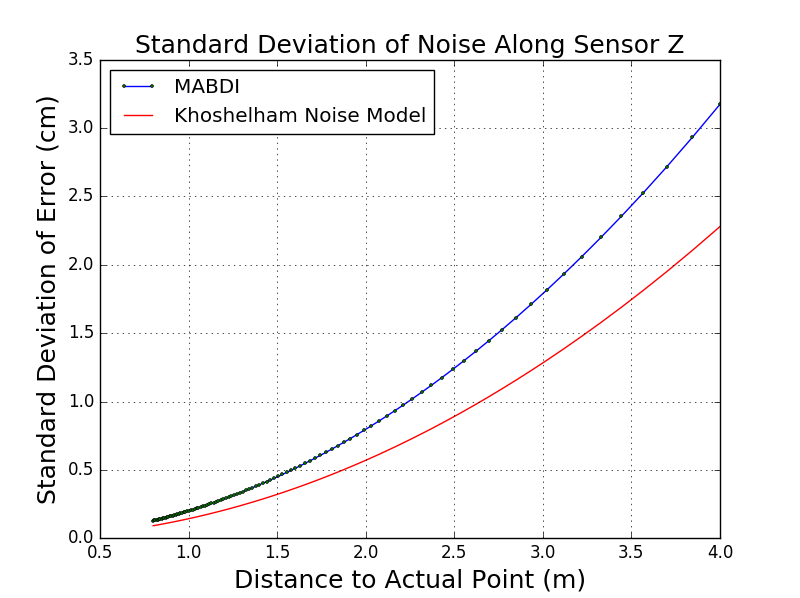 Standard Deviation of Noise Along Sensor Z
MABDI
Khoshelham Noise Model
Standard Deviation of Error (cm)
3.5
3.0
2.5
2.0
1.5
1.0
0.5
0.0
0.5 1.0 1.5 2.0 2.5 3.0 3.5 4.0
Distance to Actual Point (m)